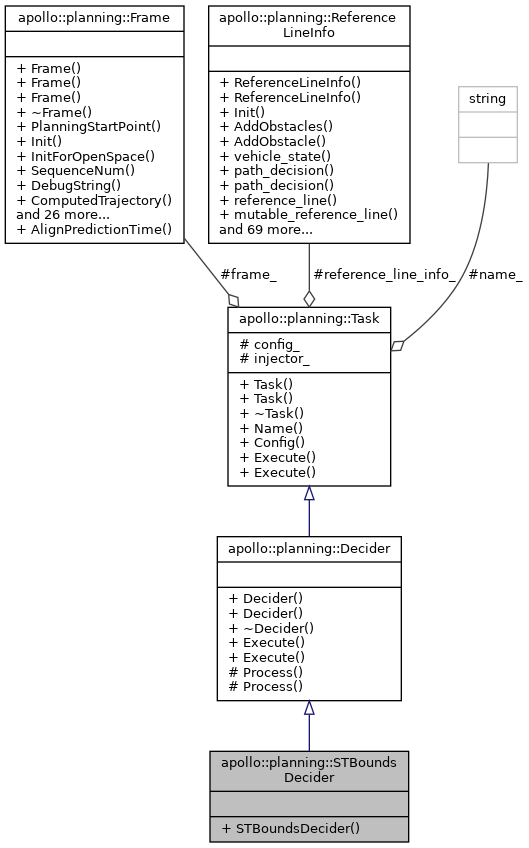 apollo::planning::Frame
+ Frame()
+ Frame()
+ Frame()
+ ~Frame()
+ PlanningStartPoint()
+ Init()
+ InitForOpenSpace()
+ SequenceNum()
+ DebugString()
+ ComputedTrajectory()
and 26 more...
+ AlignPredictionTime()
apollo::planning::Reference
LineInfo
+ ReferenceLineInfo()
+ ReferenceLineInfo()
+ Init()
+ AddObstacles()
+ AddObstacle()
+ vehicle_state()
+ path_decision()
+ path_decision()
+ reference_line()
+ mutable_reference_line()
and 69 more...
string
#frame_
#reference_line_info_
#name_
apollo::planning::Task
# config_
# injector_
+ Task()
+ Task()
+ ~Task()
+ Name()
+ Config()
+ Execute()
+ Execute()
apollo::planning::Decider
+ Decider()
+ Decider()
+ ~Decider()
+ Execute()
+ Execute()
# Process()
# Process()
apollo::planning::STBounds
Decider
+ STBoundsDecider()